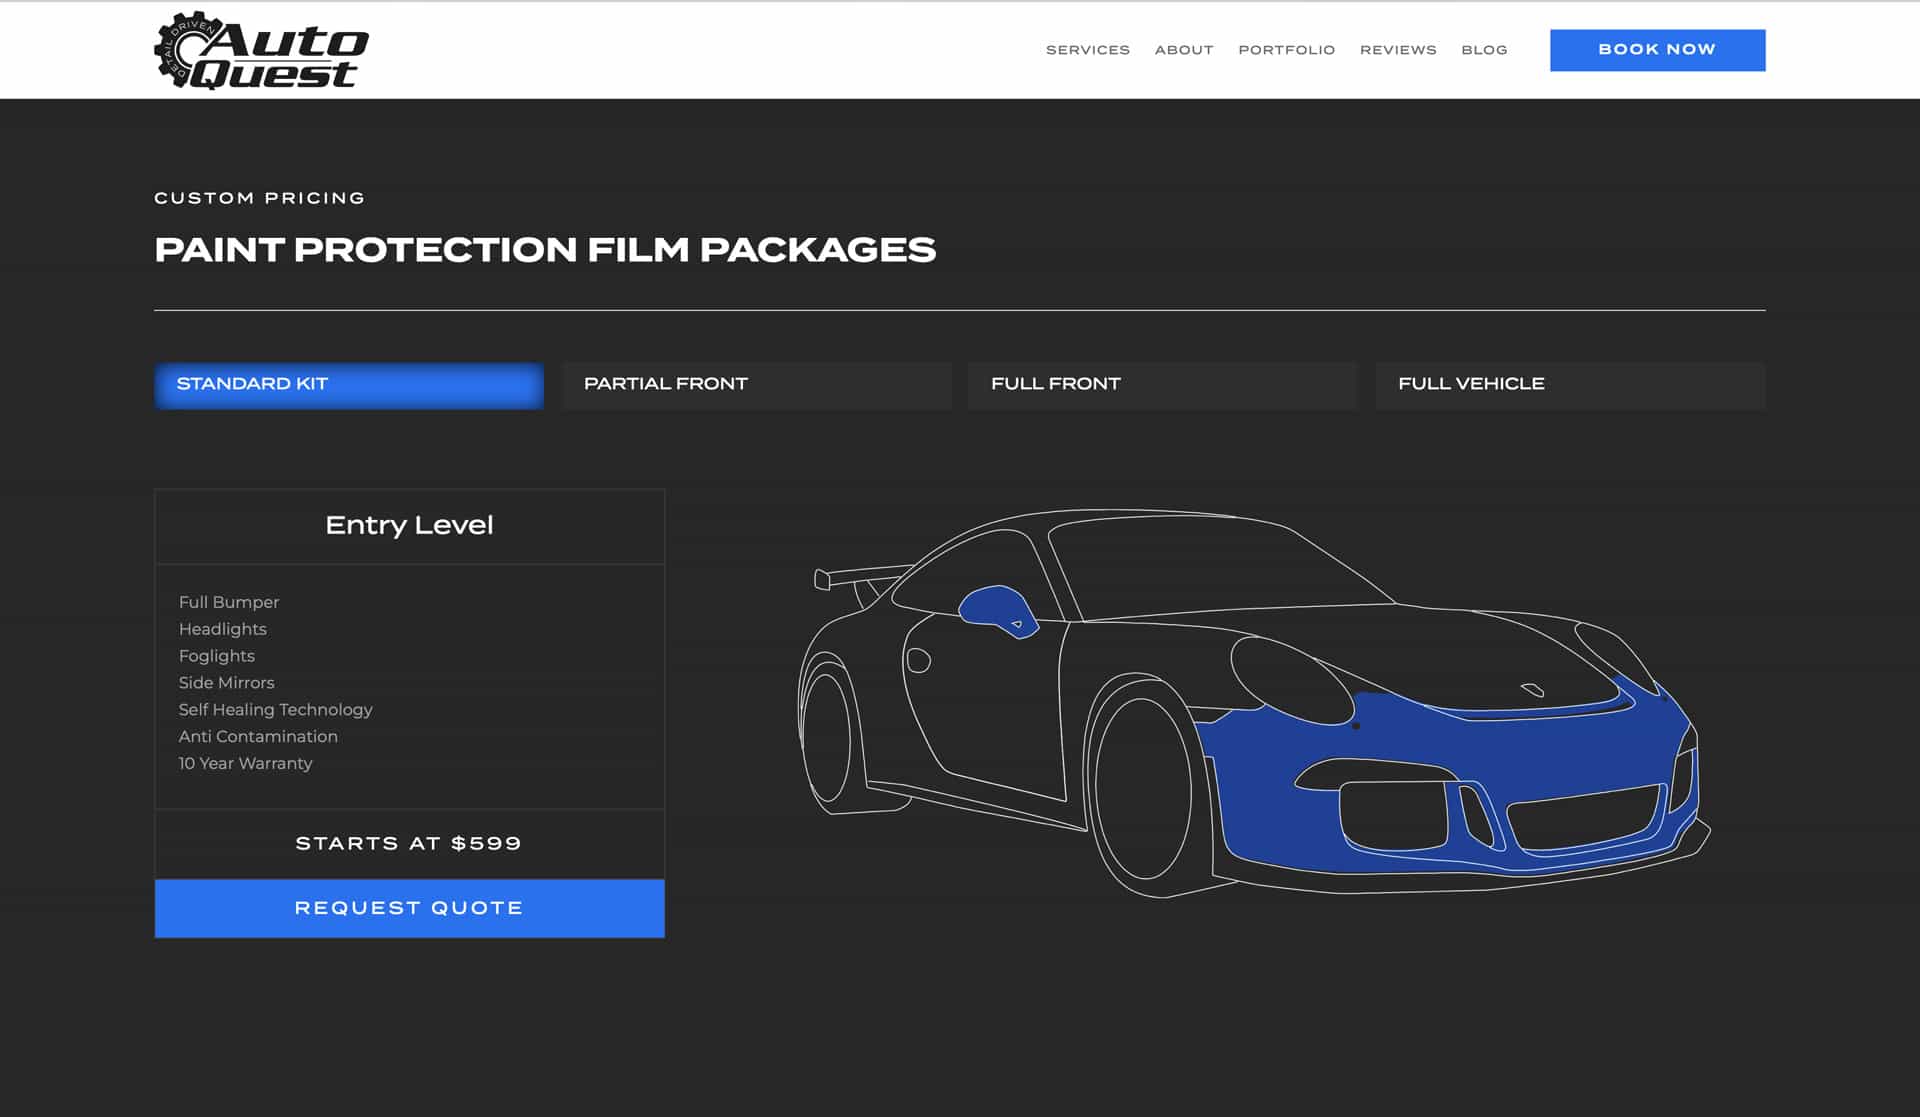 DETAIL DRIVEN
Auto
Quest
SERVICES ABOUT PORTFOLIO REVIEWS BLOG BOOK NOW
CUSTOM PRICING
PAINT PROTECTION FILM PACKAGES
STANDARD KIT PARTIAL FRONT FULL FRONT FULL VEHICLE
Entry Level
Full Bumper
Headlights
Foglights
Side Mirrors
Self Healing Technology
Anti Contamination
10 Year Warranty
STARTS AT $599
REQUEST QUOTE